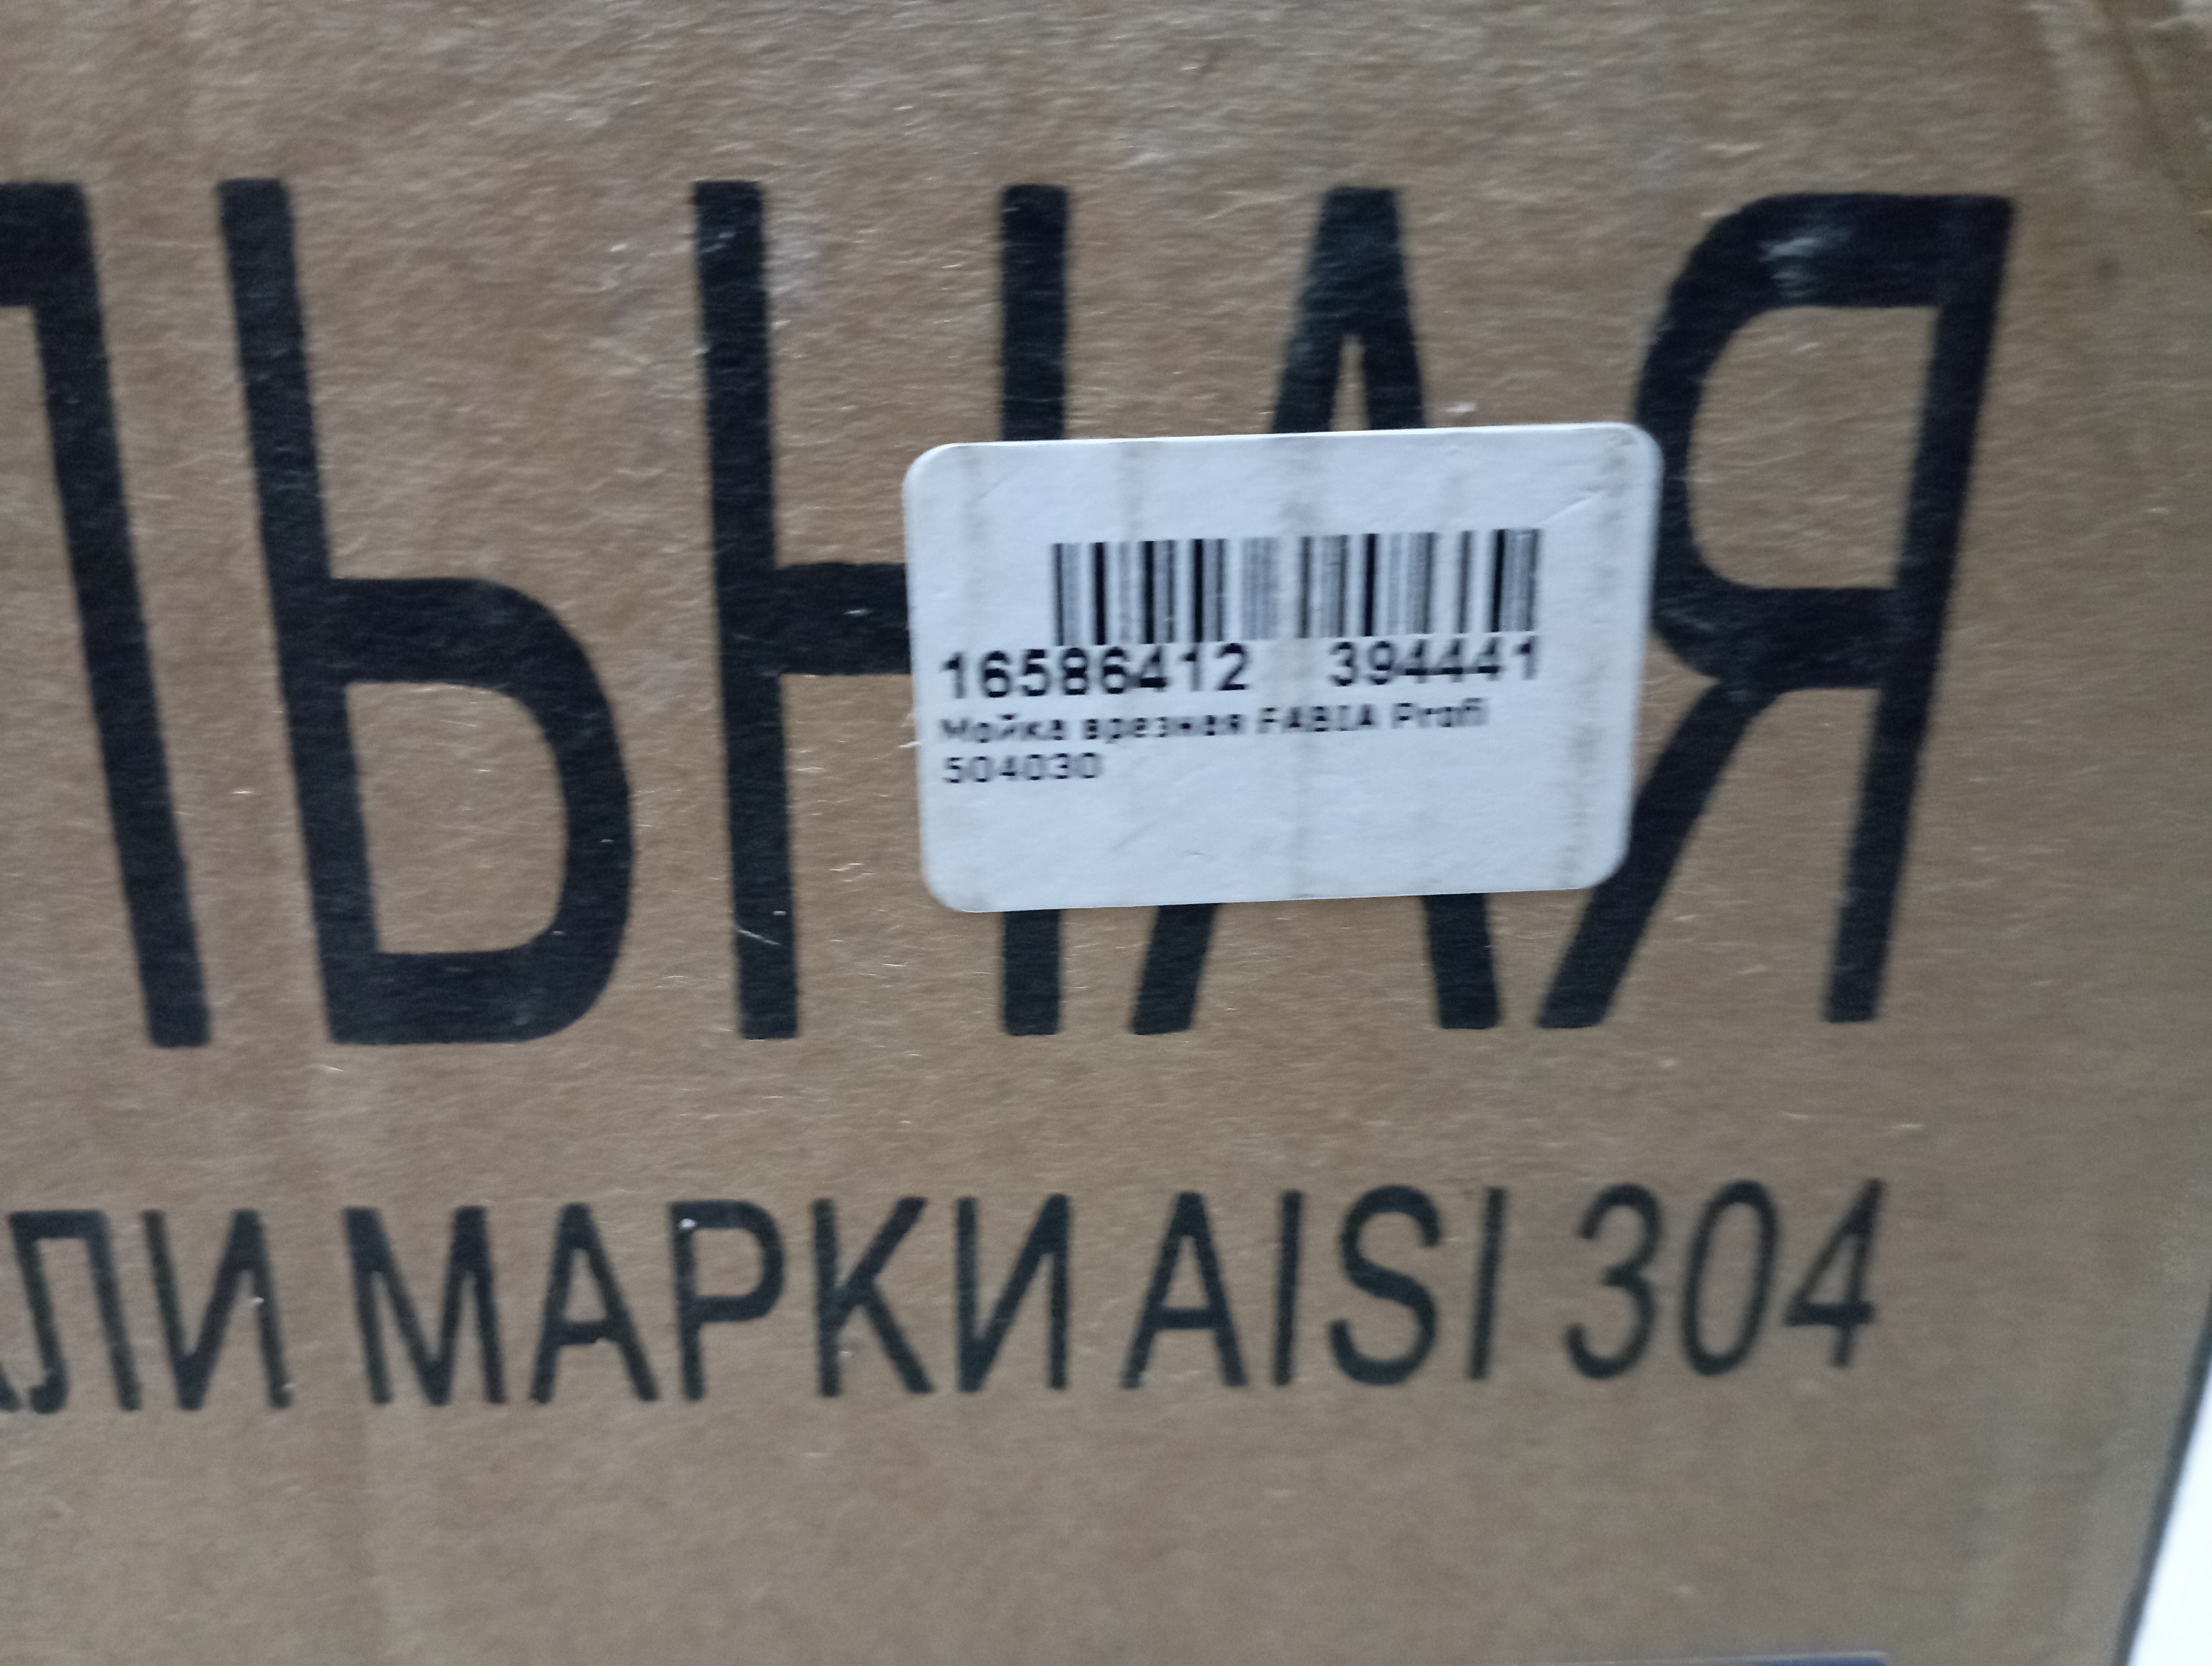 ЛЬНАЯ
16586412 394441
Мойка врезная FABIA Profi
504030
АЛИ МАРКИ AISI 304